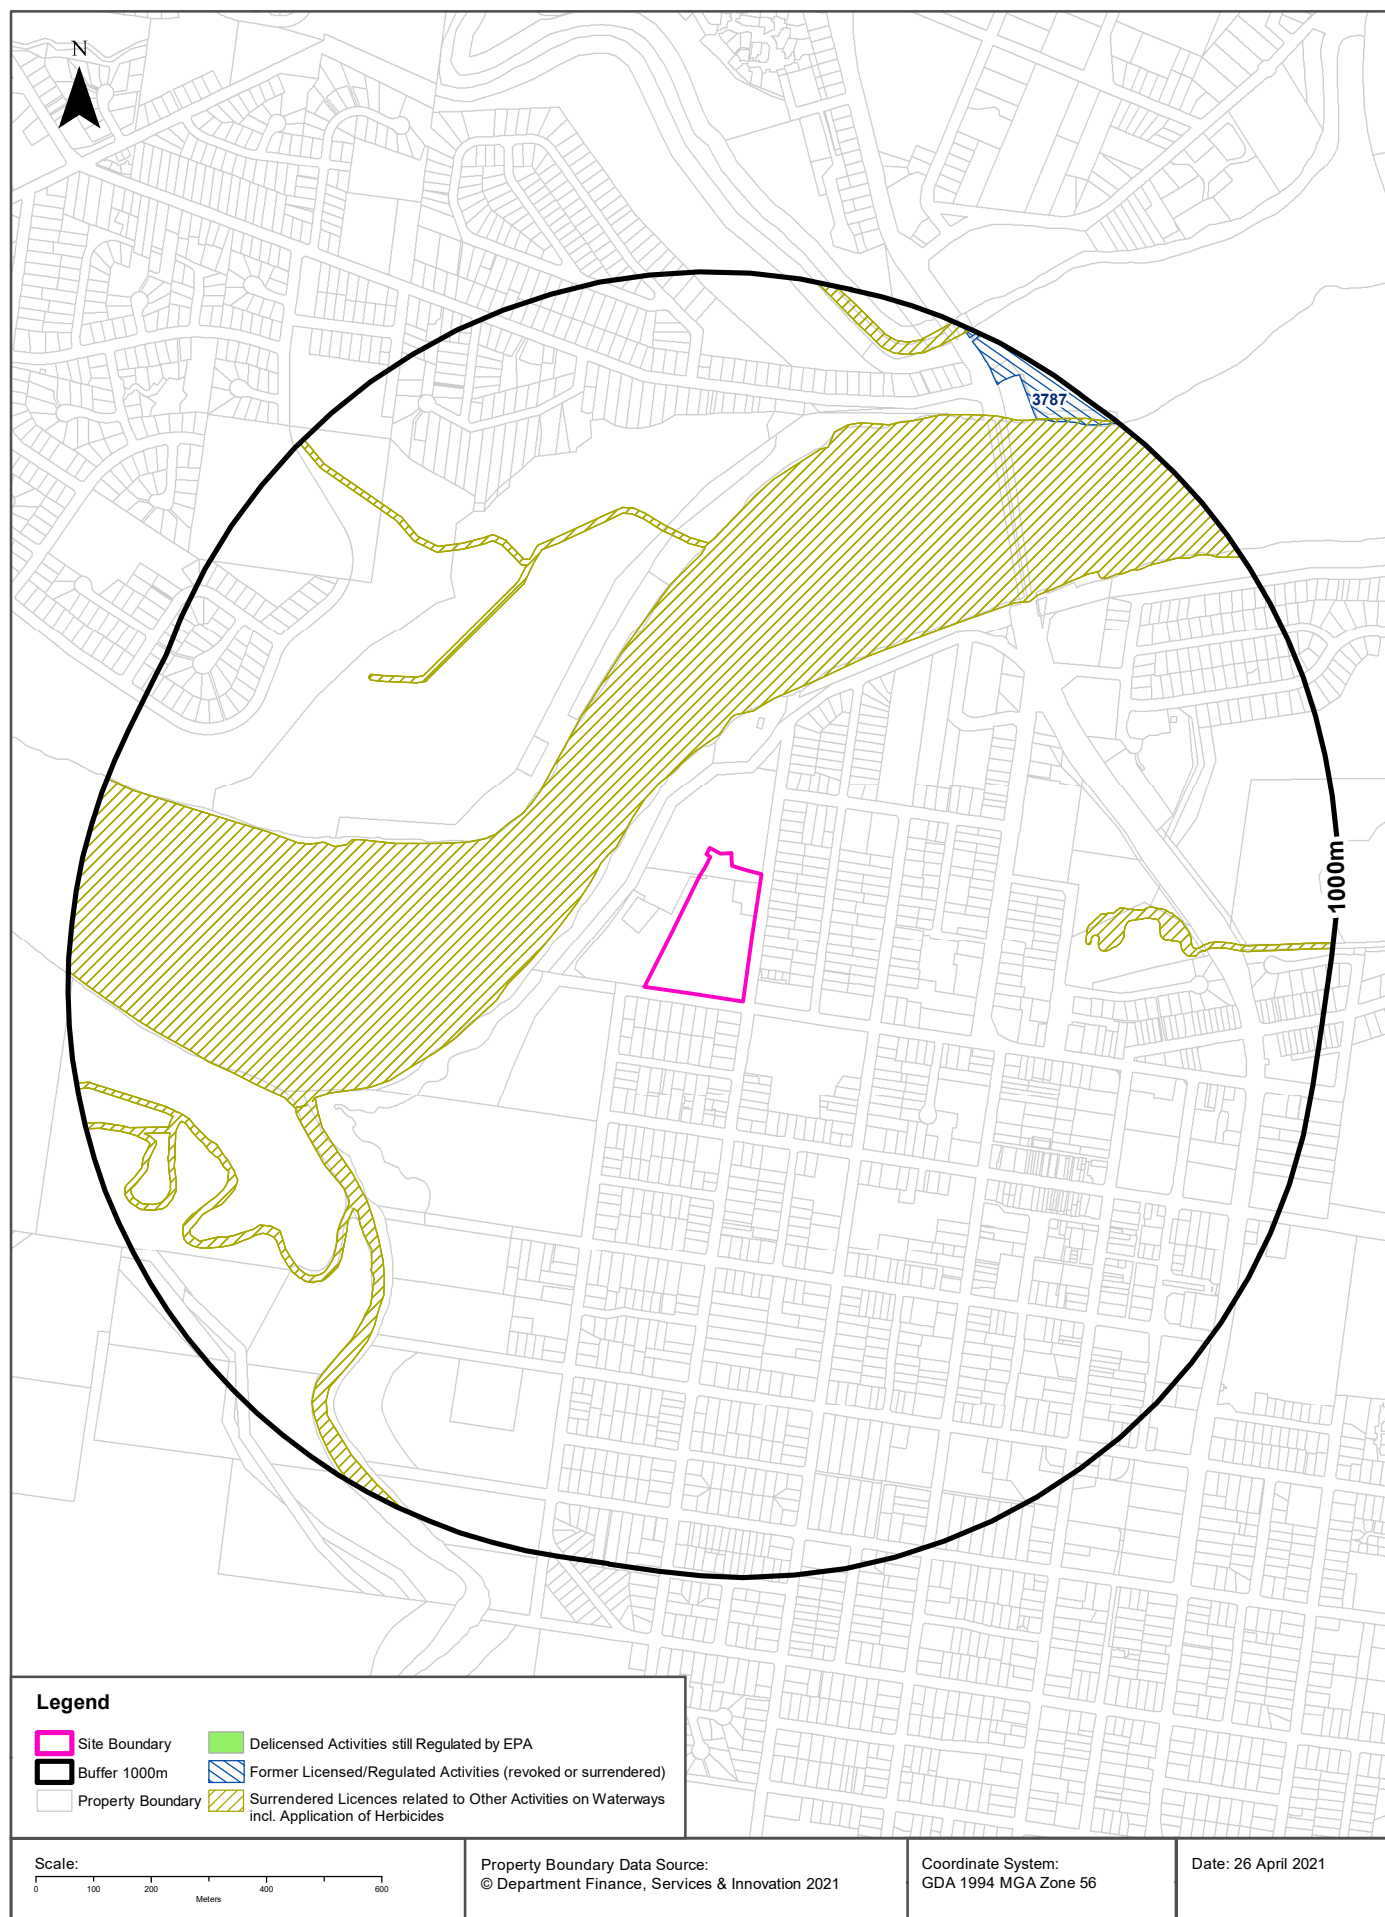 N
3787
1000m
Legend
Site Boundary
Buffer 1000m
Property Boundary
Delicensed Activities still Regulated by EPA
Former Licensed/Regulated Activities (revoked or surrendered)
Surrendered Licences related to Other Activities on Waterways
incl. Application of Herbicides
Scale:
0 100 200 400 600
Meters
Property Boundary Data Source:
© Department Finance, Services & Innovation 2021
Coordinate System:
GDA 1994 MGA Zone 56
Date: 26 April 2021